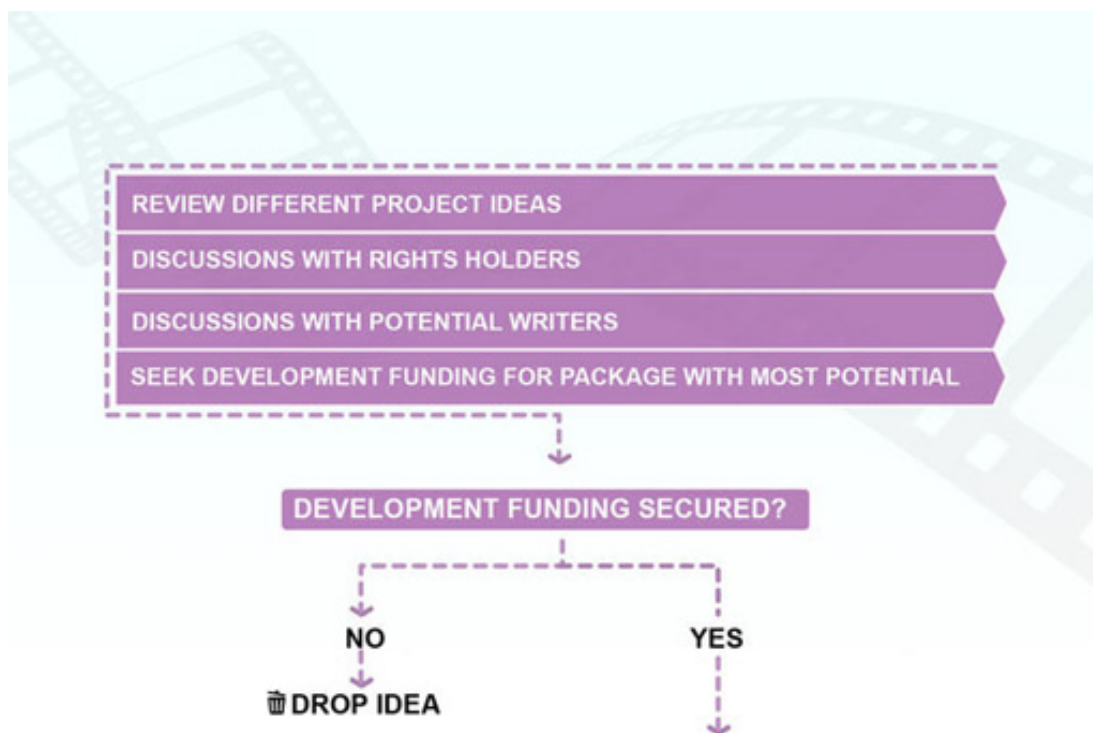 REVIEW DIFFERENT PROJECT IDEAS
DISCUSSIONS WITH RIGHTS HOLDERS
DISCUSSIONS WITH POTENTIAL WRITERS
SEEK DEVELOPMENT FUNDING FOR PACKAGE WITH MOST POTENTIAL
DEVELOPMENT FUNDING SECURED?
NO YES
DROP IDEA